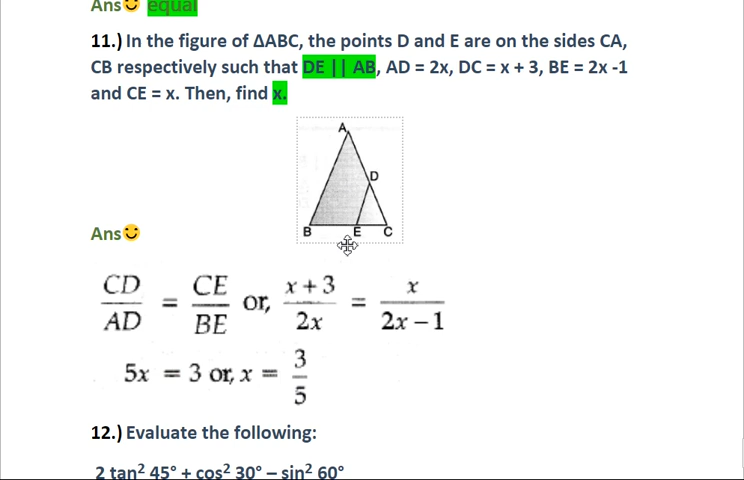 Ans equal
11.) In the figure of ΔABC, the points D and E are on the sides CA,
CB respectively such that DE || AB, AD = 2x, DC = x + 3, BE = 2x -1
and CE = x. Then, find x.
A
D
B E C
Ans
CD/AD = CE/BE or, x + 3/2x = x/2x − 1
5x = 3 or, x = 3/5
12.) Evaluate the following:
2 tan² 45° + cos² 30° − sin² 60°